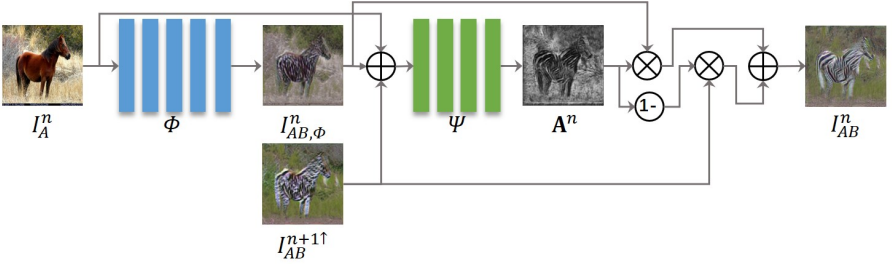 1-
I_A^n
Φ
I_{AB,Φ}^n
Ψ
A^n
I_{AB}^n
I_{AB}^{n+1↑}